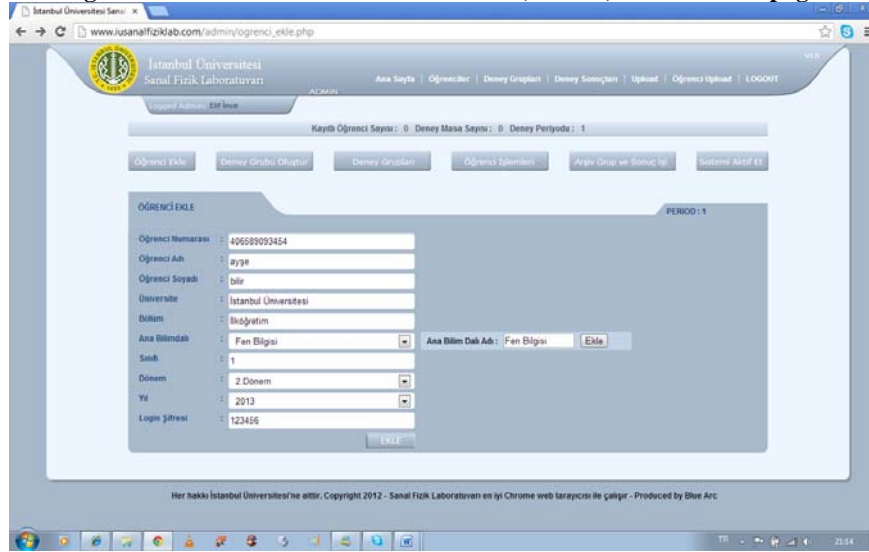 İstanbul Üniversitesi Sanal
www.iusanalfiziklab.com/admin/ogrenci_ekle.php
İstanbul Üniversitesi
Sanal Fizik Laboratuvarı
ADMIN
Ana Sayfa | Öğrenciler | Deney Grupları | Deney Sonuçları | Upload | Öğrenci Upload | LOGOUT
Logged Admin: Elif İnce
Kayıtlı Öğrenci Sayısı : 0 Deney Masa Sayısı : 0 Deney Periyodu : 1
Öğrenci Ekle Deney Grubu Oluştur Deney Grupları Öğrenci İşlemleri Arşiv Grup ve Sonuç İşl Sistemi Aktif Et
ÖĞRENCİ EKLE
PERIOD : 1
Öğrenci Numarası : 406589093454
Öğrenci Adı : ayşe
Öğrenci Soyadı : bilir
Üniversite : İstanbul Üniversitesi
Bölüm : İlköğretim
Ana Bilimdalı : Fen Bilgisi Ana Bilim Dalı Adı : Fen Bilgisi Ekle
Sınıfı : 1
Dönem : 2.Dönem
Yıl : 2013
Login Şifresi : 123456
EKLE
Her hakkı İstanbul Üniversitesi'ne aittir. Copyright 2012 - Sanal Fizik Laboratuvarı en iyi Chrome web tarayıcısı ile çalışır - Produced by Blue Arc
TR 21:14